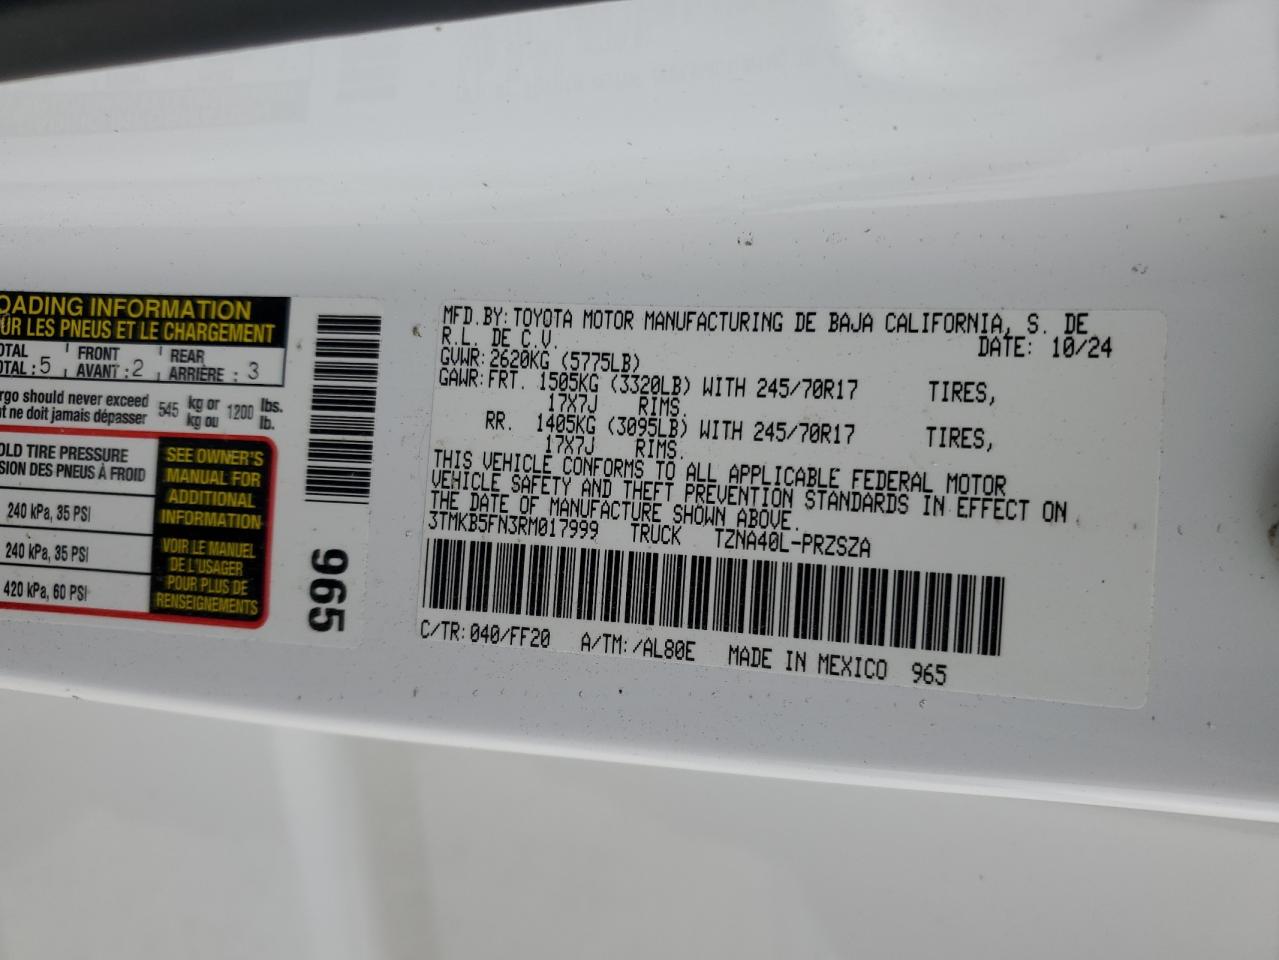 OADING INFORMATION
UR LES PNEUS ET LE CHARGEMENT
OTAL : 5 FRONT AVANT : 2 REAR ARRIÈRE : 3
rgo should never exceed 545 kg or 1200 lbs.
t ne doit jamais dépasser kg ou lb.
OLD TIRE PRESSURE
SION DES PNEUS À FROID
240 kPa, 35 PSI
240 kPa, 35 PSI
420 kPa, 60 PSI
SEE OWNER'S
MANUAL FOR
ADDITIONAL
INFORMATION
VOIR LE MANUEL
DE L'USAGER
POUR PLUS DE
RENSEIGNEMENTS
965
MFD.BY:TOYOTA MOTOR MANUFACTURING DE BAJA CALIFORNIA, S. DE
R.L. DE C.V. DATE: 10/24
GVWR:2620KG (5775LB)
GAWR:FRT. 1505KG (3320LB) WITH 245/70R17 TIRES,
17X7J RIMS.
RR. 1405KG (3095LB) WITH 245/70R17 TIRES,
17X7J RIMS.
THIS VEHICLE CONFORMS TO ALL APPLICABLE FEDERAL MOTOR
VEHICLE SAFETY AND THEFT PREVENTION STANDARDS IN EFFECT ON
THE DATE OF MANUFACTURE SHOWN ABOVE.
3TMKB5FN3RM017999 TRUCK TZNA40L-PRZSZA
C/TR:040/FF20 A/TM:/AL80E MADE IN MEXICO 965